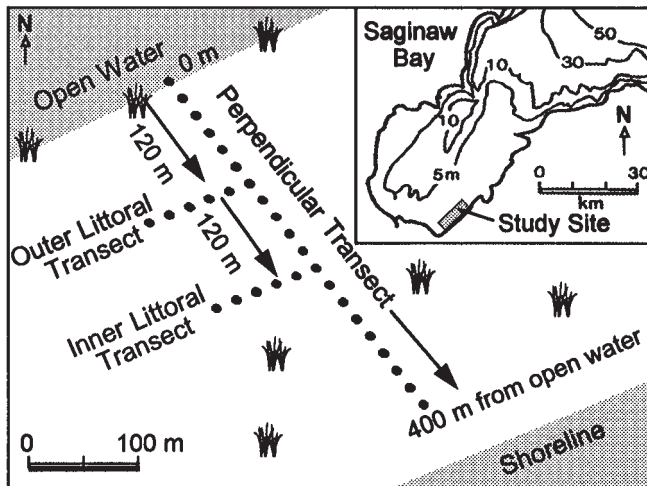 N
Open Water
0 m
120 m
Perpendicular Transect
Outer Littoral
Transect
120 m
Inner Littoral
Transect
400 m from open water
Shoreline
0 100 m
Saginaw
Bay
50
30
10
10
5 m
N
0 30
km
Study Site